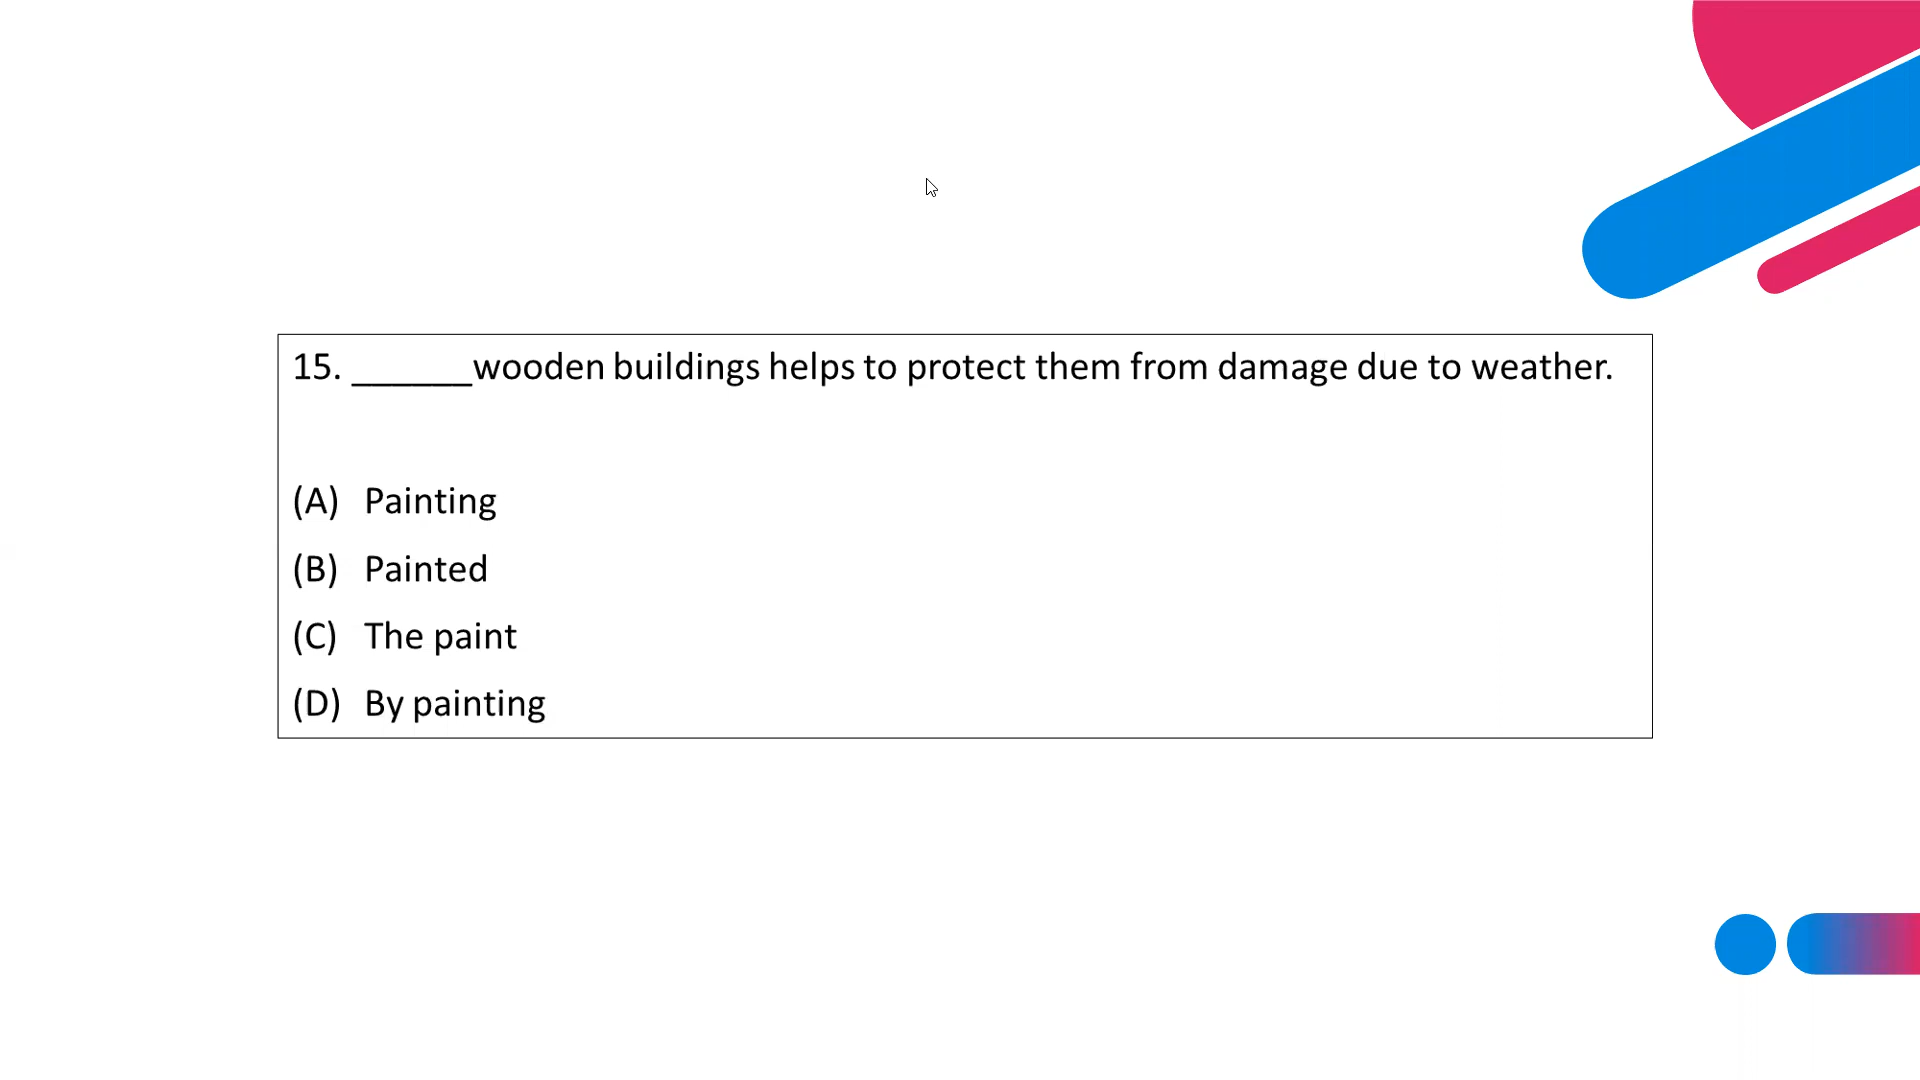 15. ______wooden buildings helps to protect them from damage due to weather.
(A) Painting
(B) Painted
(C) The paint
(D) By painting